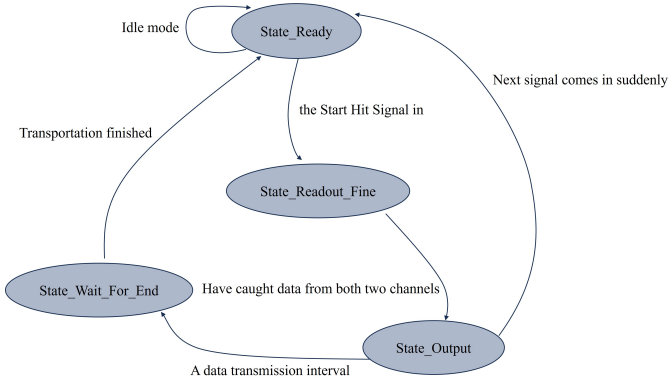 Idle mode
State_Ready
Next signal comes in suddenly
the Start Hit Signal in
Transportation finished
State_Readout_Fine
State_Wait_For_End
Have caught data from both two channels
State_Output
A data transmission interval